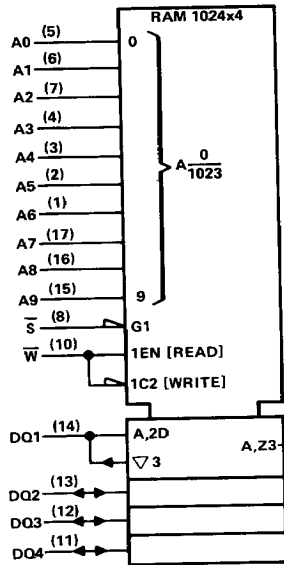 RAM 1024x4
A0 (5) 0
A1 (6)
A2 (7)
A3 (4)
A4 (3) A 0/1023
A5 (2)
A6 (1)
A7 (17)
A8 (16)
A9 (15) 9
S̅ (8) G1
W̅ (10) 1EN [READ]
1C2 [WRITE]
DQ1 (14) A,2D
A,Z3
▽ 3
DQ2 (13)
DQ3 (12)
DQ4 (11)